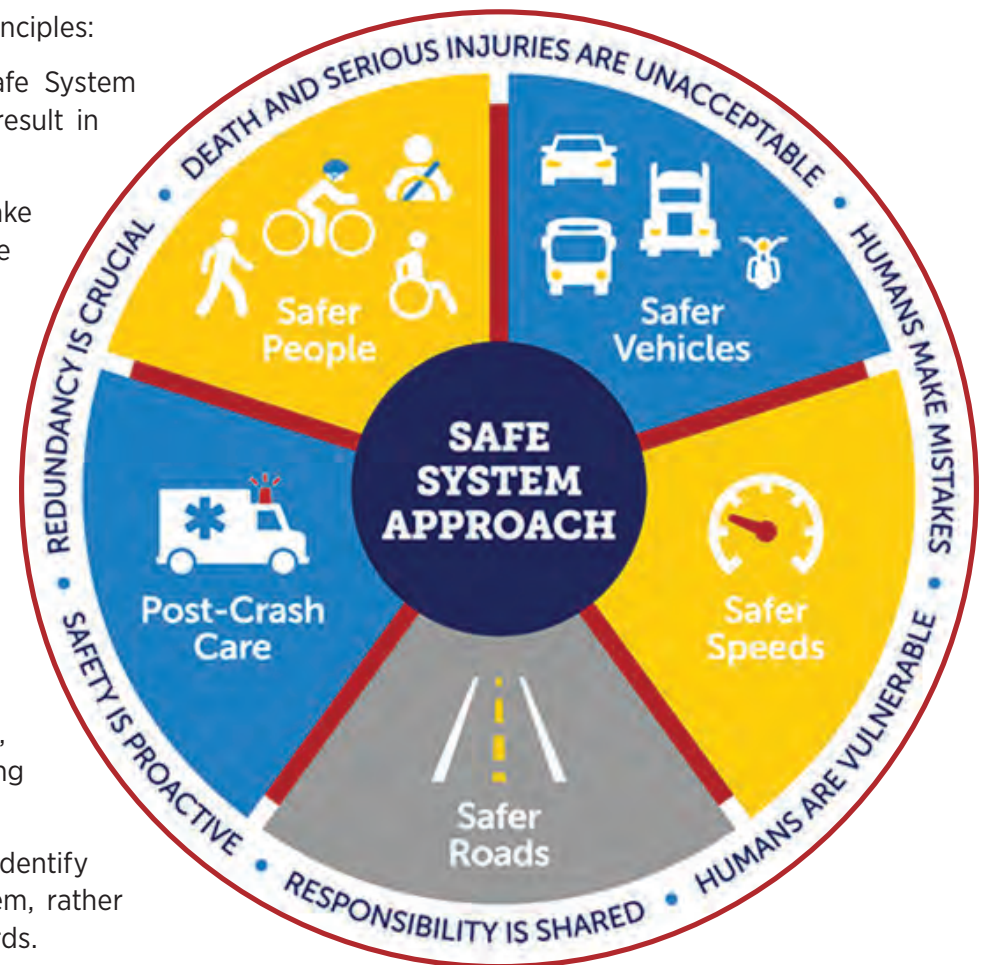 nciples:
afe System
result in
ake
e
,
ng
dentify
em, rather
rds.
DEATH AND SERIOUS INJURIES ARE UNACCEPTABLE
HUMANS MAKE MISTAKES
HUMANS ARE VULNERABLE
RESPONSIBILITY IS SHARED
SAFETY IS PROACTIVE
REDUNDANCY IS CRUCIAL
Safer
People
Safer
Vehicles
SAFE
SYSTEM
APPROACH
Safer
Speeds
Safer
Roads
Post-Crash
Care